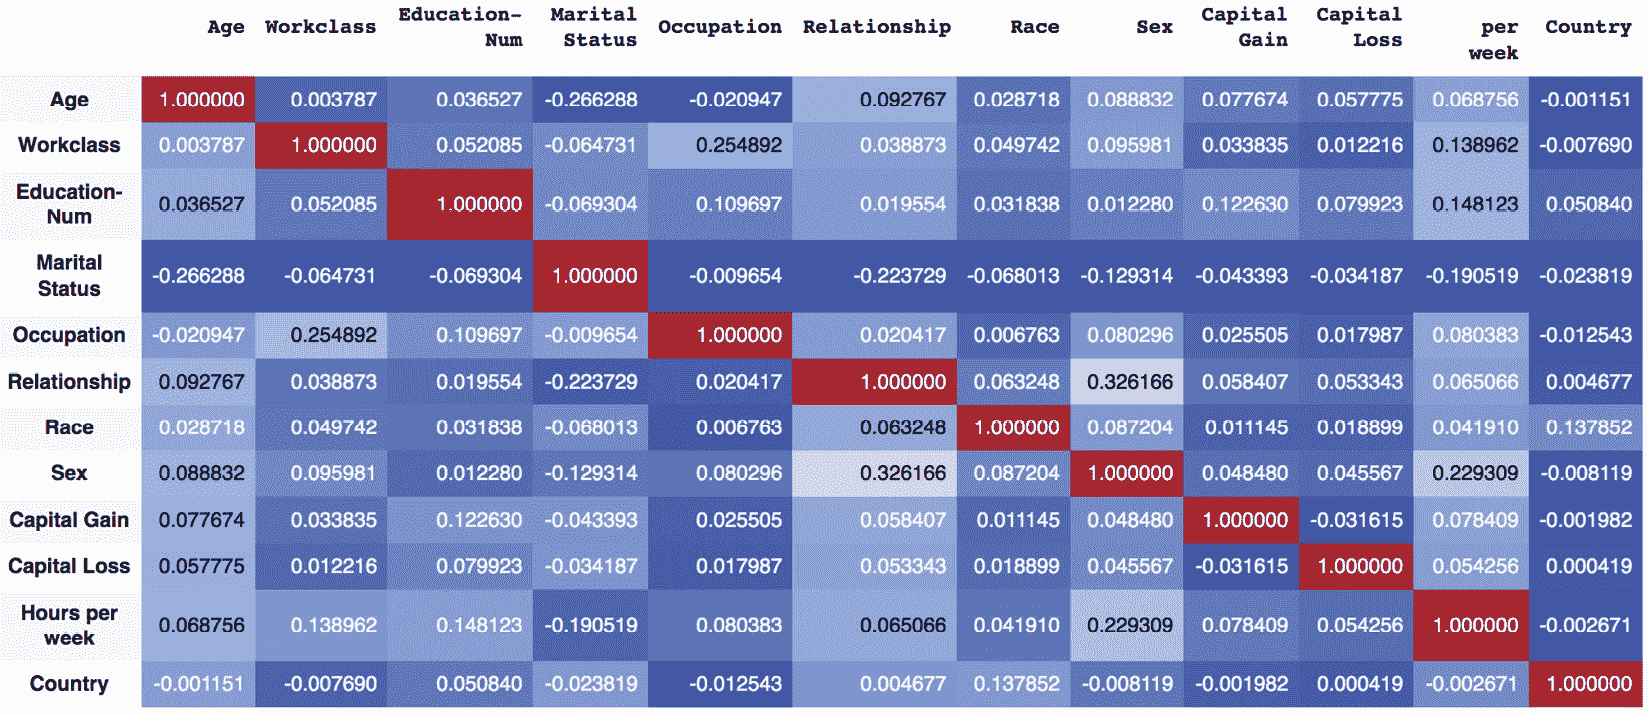 Age Workclass Education-Num Marital Status Occupation Relationship Race Sex Capital Gain Capital Loss per week Country
Age 1.000000 0.003787 0.036527 -0.266288 -0.020947 0.092767 0.028718 0.088832 0.077674 0.057775 0.068756 -0.001151
Workclass 0.003787 1.000000 0.052085 -0.064731 0.254892 0.038873 0.049742 0.095981 0.033835 0.012216 0.138962 -0.007690
Education-Num 0.036527 0.052085 1.000000 -0.069304 0.109697 0.019554 0.031838 0.012280 0.122630 0.079923 0.148123 0.050840
Marital Status -0.266288 -0.064731 -0.069304 1.000000 -0.009654 -0.223729 -0.068013 -0.129314 -0.043393 -0.034187 -0.190519 -0.023819
Occupation -0.020947 0.254892 0.109697 -0.009654 1.000000 0.020417 0.006763 0.080296 0.025505 0.017987 0.080383 -0.012543
Relationship 0.092767 0.038873 0.019554 -0.223729 0.020417 1.000000 0.063248 0.326166 0.058407 0.053343 0.065066 0.004677
Race 0.028718 0.049742 0.031838 -0.068013 0.006763 0.063248 1.000000 0.087204 0.011145 0.018899 0.041910 0.137852
Sex 0.088832 0.095981 0.012280 -0.129314 0.080296 0.326166 0.087204 1.000000 0.048480 0.045567 0.229309 -0.008119
Capital Gain 0.077674 0.033835 0.122630 -0.043393 0.025505 0.058407 0.011145 0.048480 1.000000 -0.031615 0.078409 -0.001982
Capital Loss 0.057775 0.012216 0.079923 -0.034187 0.017987 0.053343 0.018899 0.045567 -0.031615 1.000000 0.054256 0.000419
Hours per week 0.068756 0.138962 0.148123 -0.190519 0.080383 0.065066 0.041910 0.229309 0.078409 0.054256 1.000000 -0.002671
Country -0.001151 -0.007690 0.050840 -0.023819 -0.012543 0.004677 0.137852 -0.008119 -0.001982 0.000419 -0.002671 1.000000